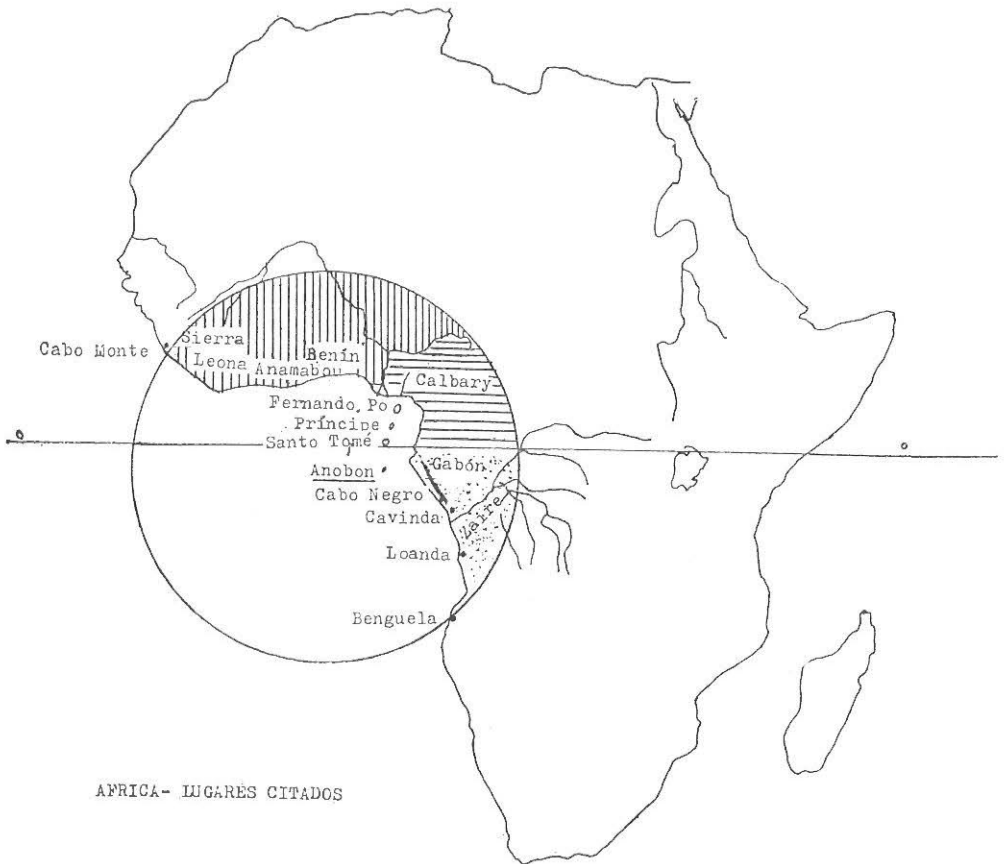 Cabo Monte
Sierra
Leona
Anamabou
Benín
Calbary
Fernando Po
Príncipe
Santo Tomé
Anobon
Gabón
Cabo Negro
Cavinda
Zaire
Loanda
Benguela
AFRICA- LUGARES CITADOS